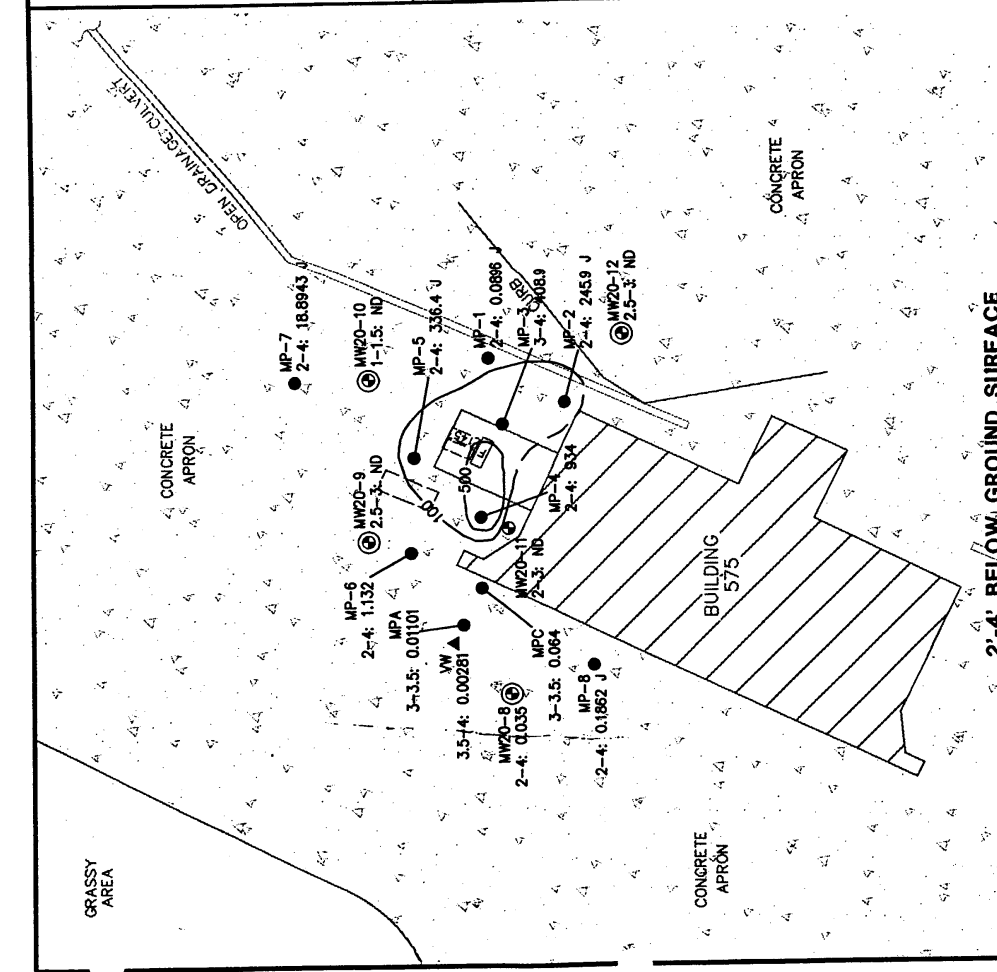 OPEN DRAINAGE CULVERT
GRASSY
AREA
CONCRETE
APRON
MP-7
2-4: 18.8943 J
MW20-10
1-1.5: ND
MP-5
2-4: 336.4 J
MW20-9
2.5-3: ND
MP-1
2-4: 0.0896 J
CURB
MP-3
3-4: 408.9
MP-2
2-4: 245.9 J
MW20-12
2.5-3: ND
100
500
MP-4
2-4: 934
MP-6
2-4: 1.132
MPA
3-3.5: 0.01101
VW
3.5-4: 0.00281
MW20-8
2-4: 0.035
MW20-11
2-3: ND
MPC
3-3.5: 0.064
MP-8
2-4: 0.1862 J
BUILDING
575
CONCRETE
APRON
CONCRETE
APRON
2'-4' BELOW GROUND SURFACE